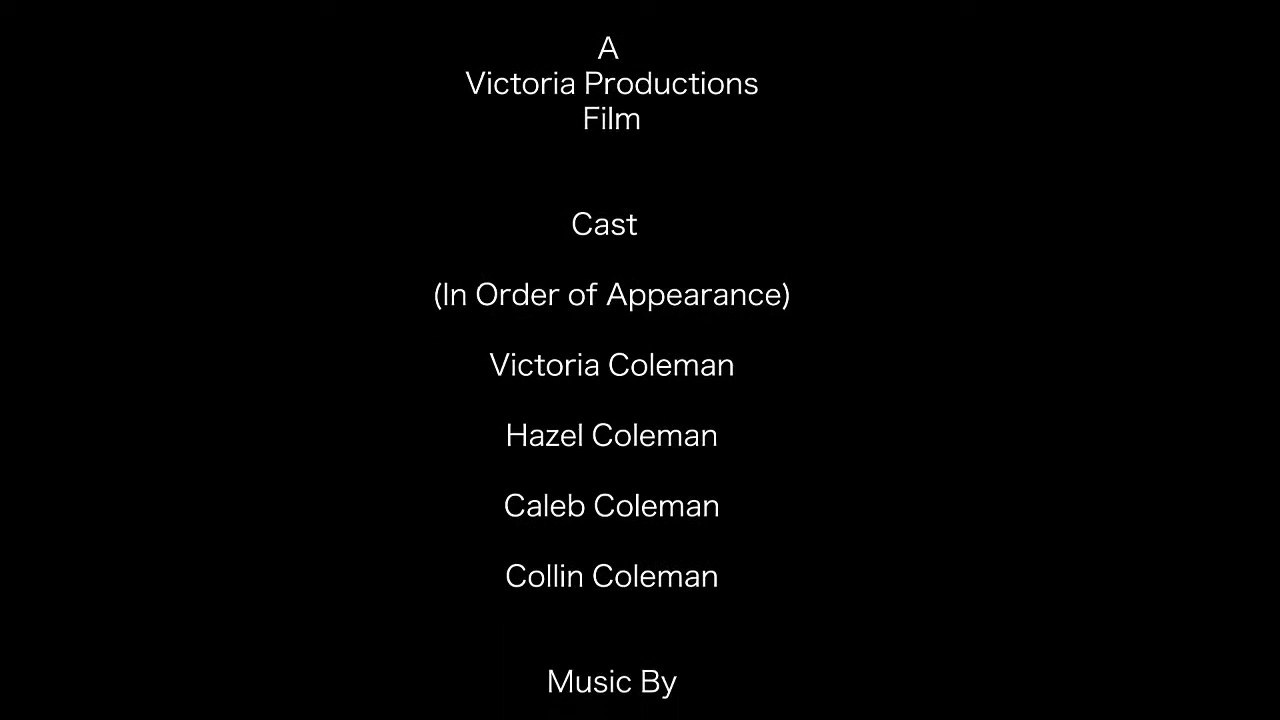 A
Victoria Productions
Film
Cast
(In Order of Appearance)
Victoria Coleman
Hazel Coleman
Caleb Coleman
Collin Coleman
Music By